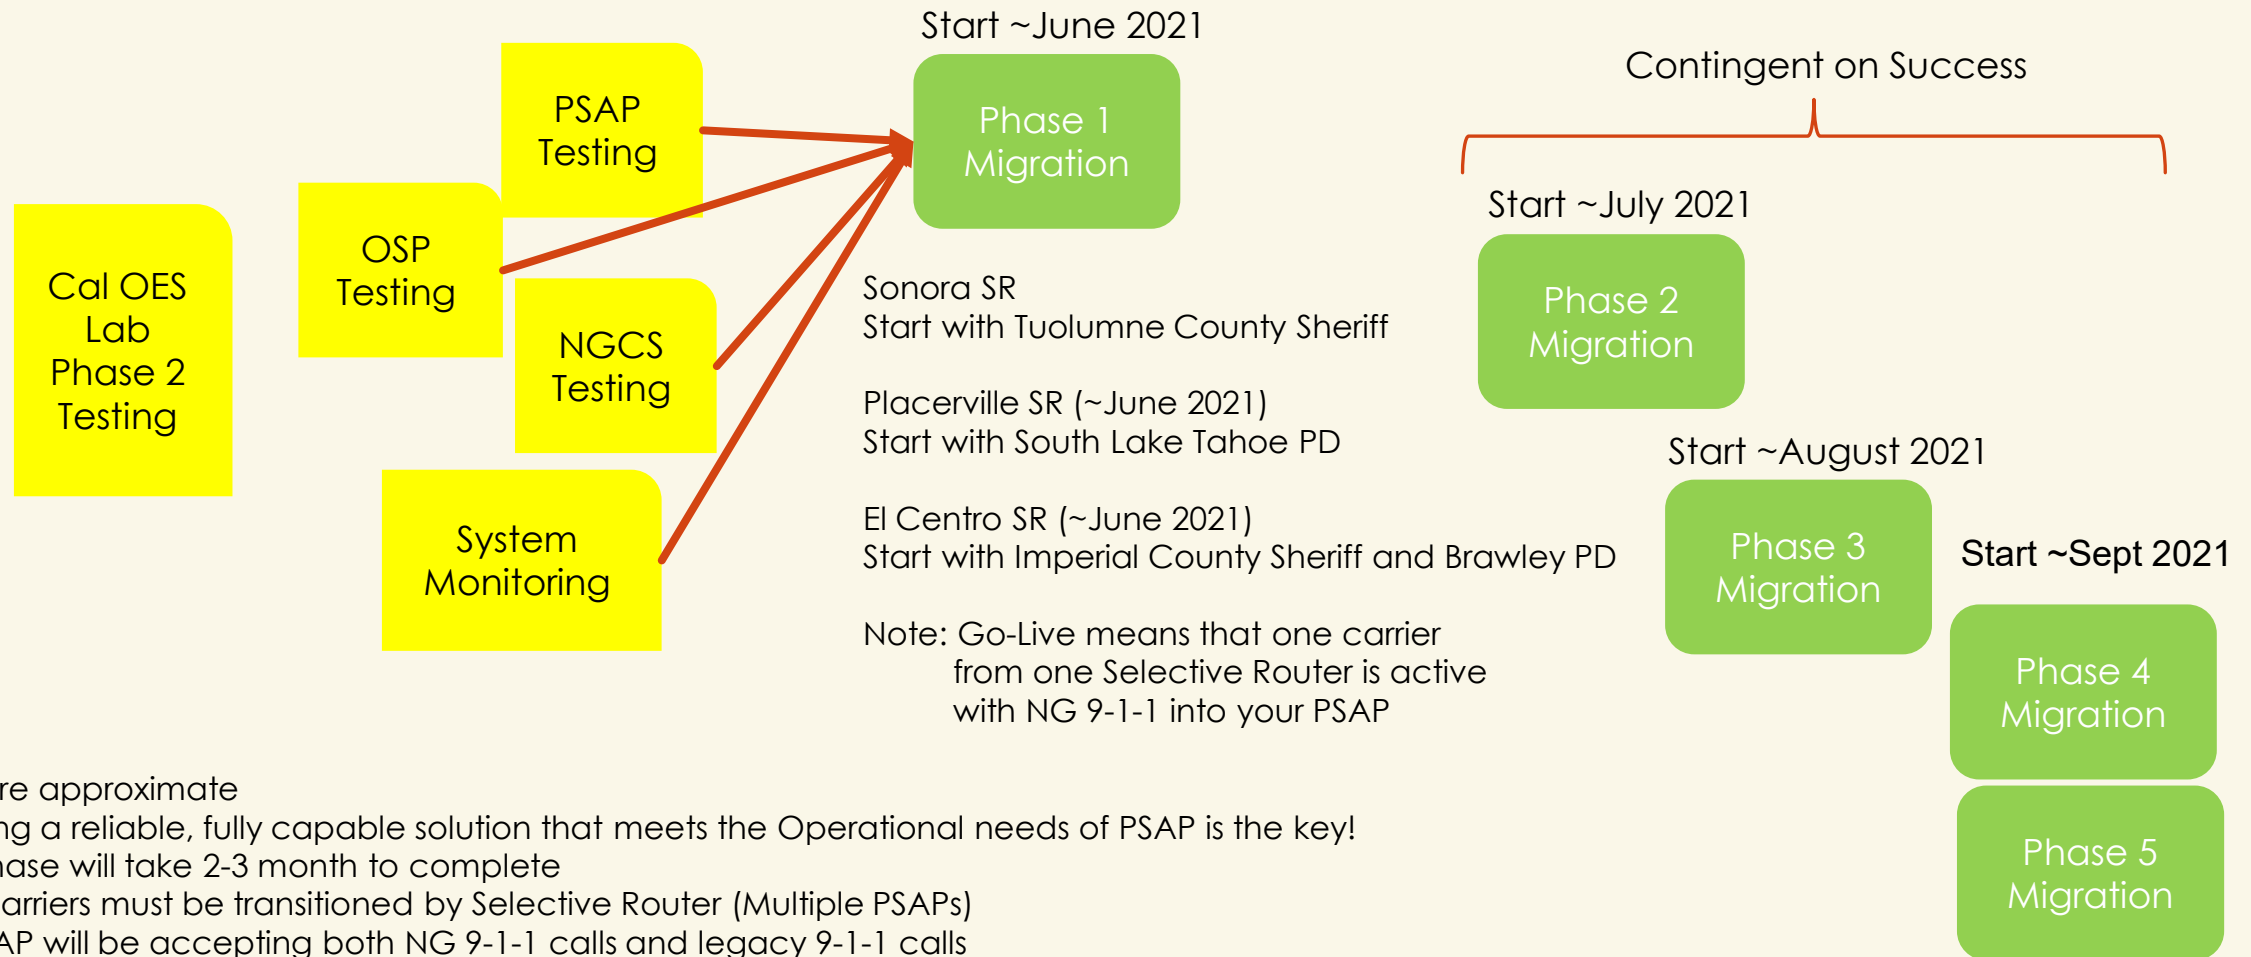 Cal OES
Lab
Phase 2
Testing
OSP
Testing
PSAP
Testing
NGCS
Testing
System
Monitoring
Start ~June 2021
Phase 1
Migration
Sonora SR
Start with Tuolumne County Sheriff
Placerville SR (~June 2021)
Start with South Lake Tahoe PD
El Centro SR (~June 2021)
Start with Imperial County Sheriff and Brawley PD
Note: Go-Live means that one carrier
from one Selective Router is active
with NG 9-1-1 into your PSAP
Contingent on Success
Start ~July 2021
Phase 2
Migration
Start ~August 2021
Phase 3
Migration
Start ~Sept 2021
Phase 4
Migration
Phase 5
Migration
re approximate
ng a reliable, fully capable solution that meets the Operational needs of PSAP is the key!
hase will take 2-3 month to complete
arriers must be transitioned by Selective Router (Multiple PSAPs)
AP will be accepting both NG 9-1-1 calls and legacy 9-1-1 calls